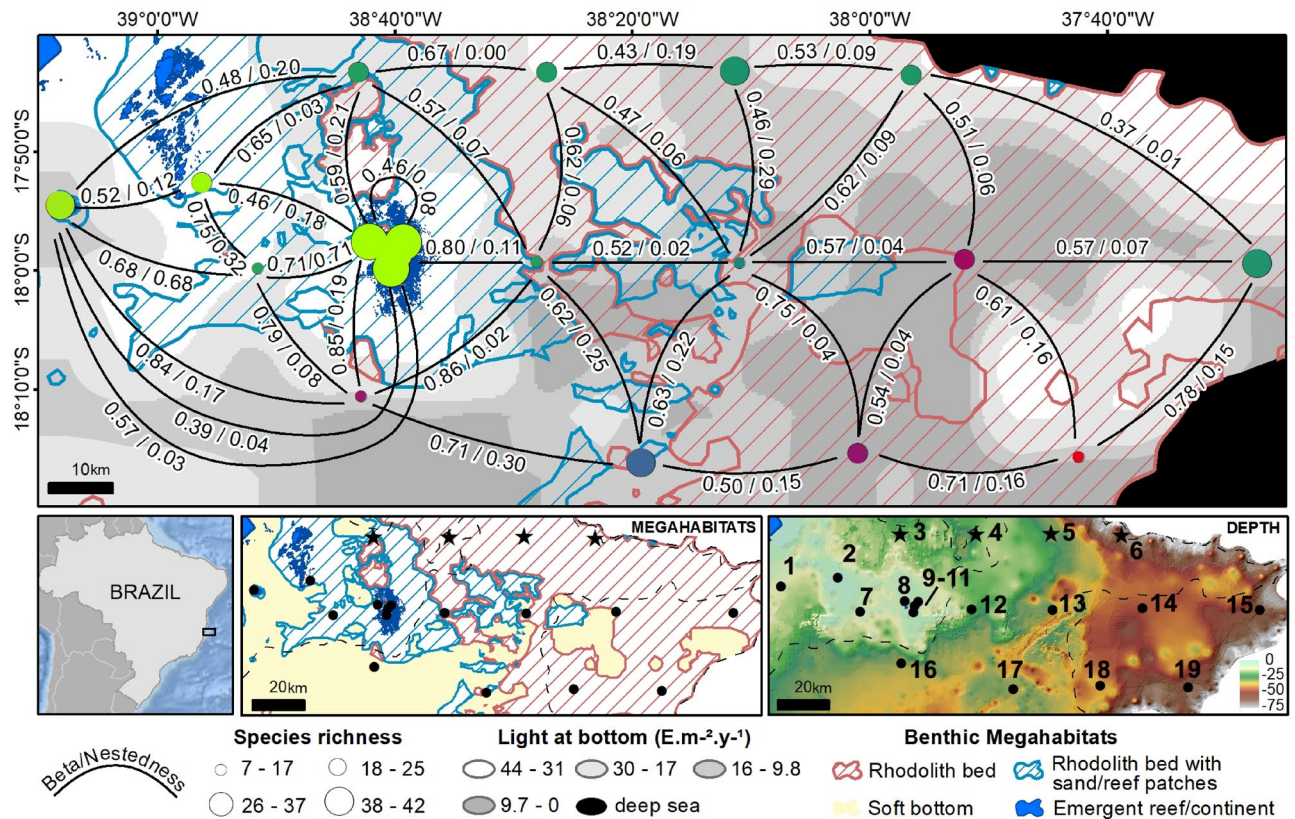 39°00'0"W
38°40'0"W
38°20'0"W
38°00'0"W
37°40'0"W
17°50'0"S
18°0'0"S
18°10'0"S
0.48 / 0.20
0.67 / 0.00
0.43 / 0.19
0.53 / 0.09
0.65 / 0.03
0.59 / 0.21
0.57 / 0.07
0.62 / 0.06
0.47 / 0.06
0.46 / 0.29
0.62 / 0.09
0.51 / 0.06
0.37 / 0.01
0.52 / 0.12
0.46 / 0.08
0.46 / 0.18
0.75/0.32
0.71/0.71
0.80 / 0.11
0.52 / 0.02
0.57 / 0.04
0.57 / 0.07
0.68 / 0.68
0.79 / 0.08
0.85 / 0.19
0.86 / 0.02
0.62 / 0.25
0.63 / 0.22
0.75 / 0.04
0.54 / 0.04
0.61 / 0.16
0.78 / 0.15
0.84 / 0.17
0.39 / 0.04
0.57 / 0.03
0.71 / 0.30
0.50 / 0.15
0.71 / 0.16
10km
BRAZIL
MEGAHABITATS
20km
DEPTH
1
2
3
4
5
6
7
8
9-11
12
13
14
15
16
17
18
19
0
-25
-50
-75
20km
Beta/Nestedness
Species richness
7 - 17
18 - 25
26 - 37
38 - 42
Light at bottom (E.m-².y-¹)
44 - 31
30 - 17
16 - 9.8
9.7 - 0
deep sea
Benthic Megahabitats
Rhodolith bed
Rhodolith bed with
sand/reef patches
Soft bottom
Emergent reef/continent